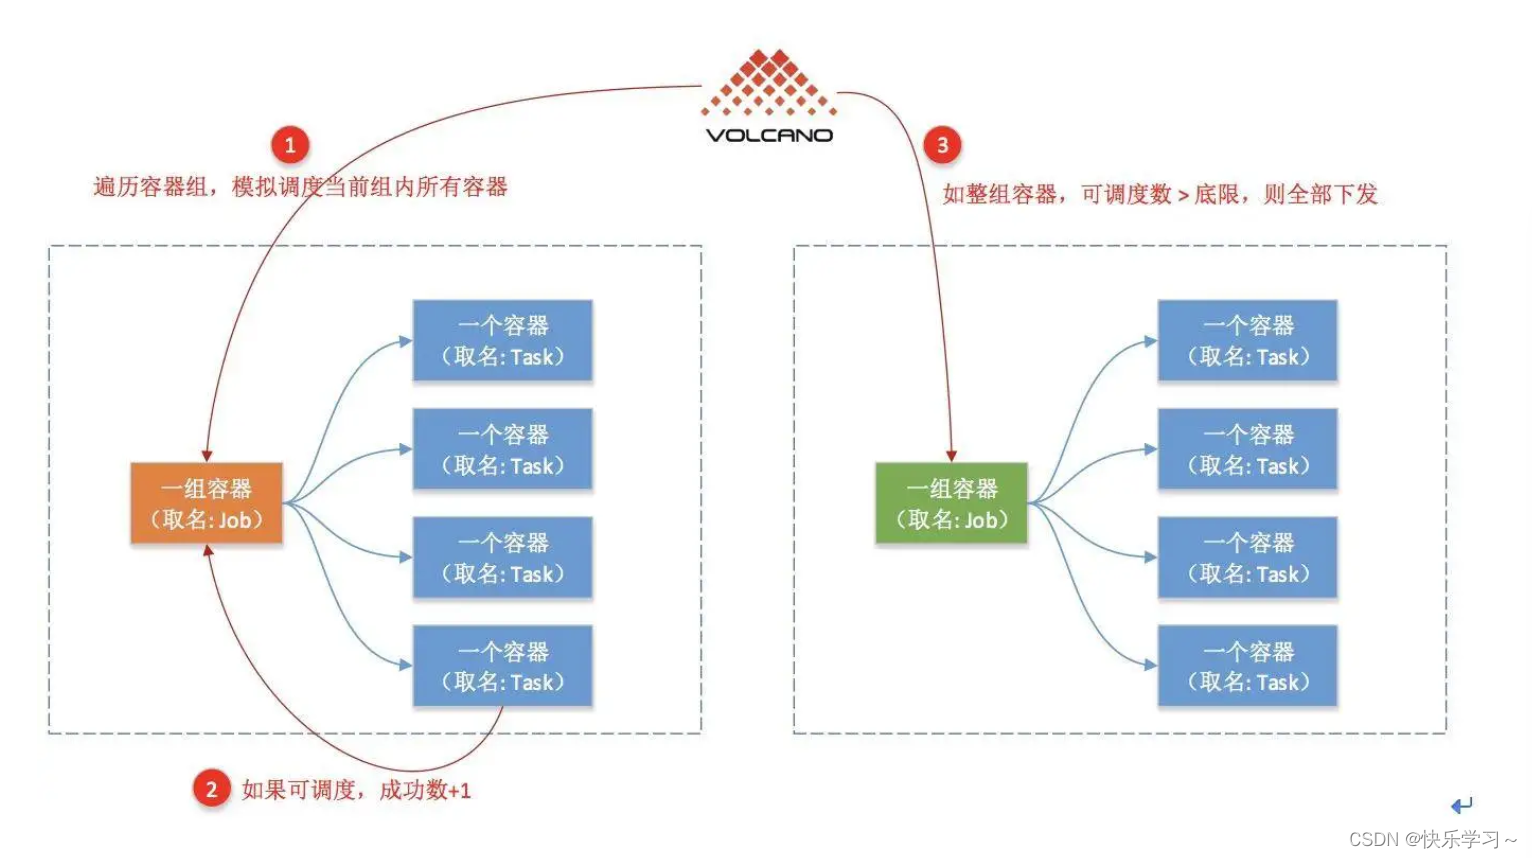 VOLCANO
1
遍历容器组，模拟调度当前组内所有容器
3
如整组容器，可调度数 > 底限，则全部下发
一个容器
（取名: Task）
一个容器
（取名: Task）
一组容器
（取名: Job）
一个容器
（取名: Task）
一个容器
（取名: Task）
2
如果可调度，成功数+1
一个容器
（取名: Task）
一个容器
（取名: Task）
一组容器
（取名: Job）
一个容器
（取名: Task）
一个容器
（取名: Task）
CSDN @快乐学习～